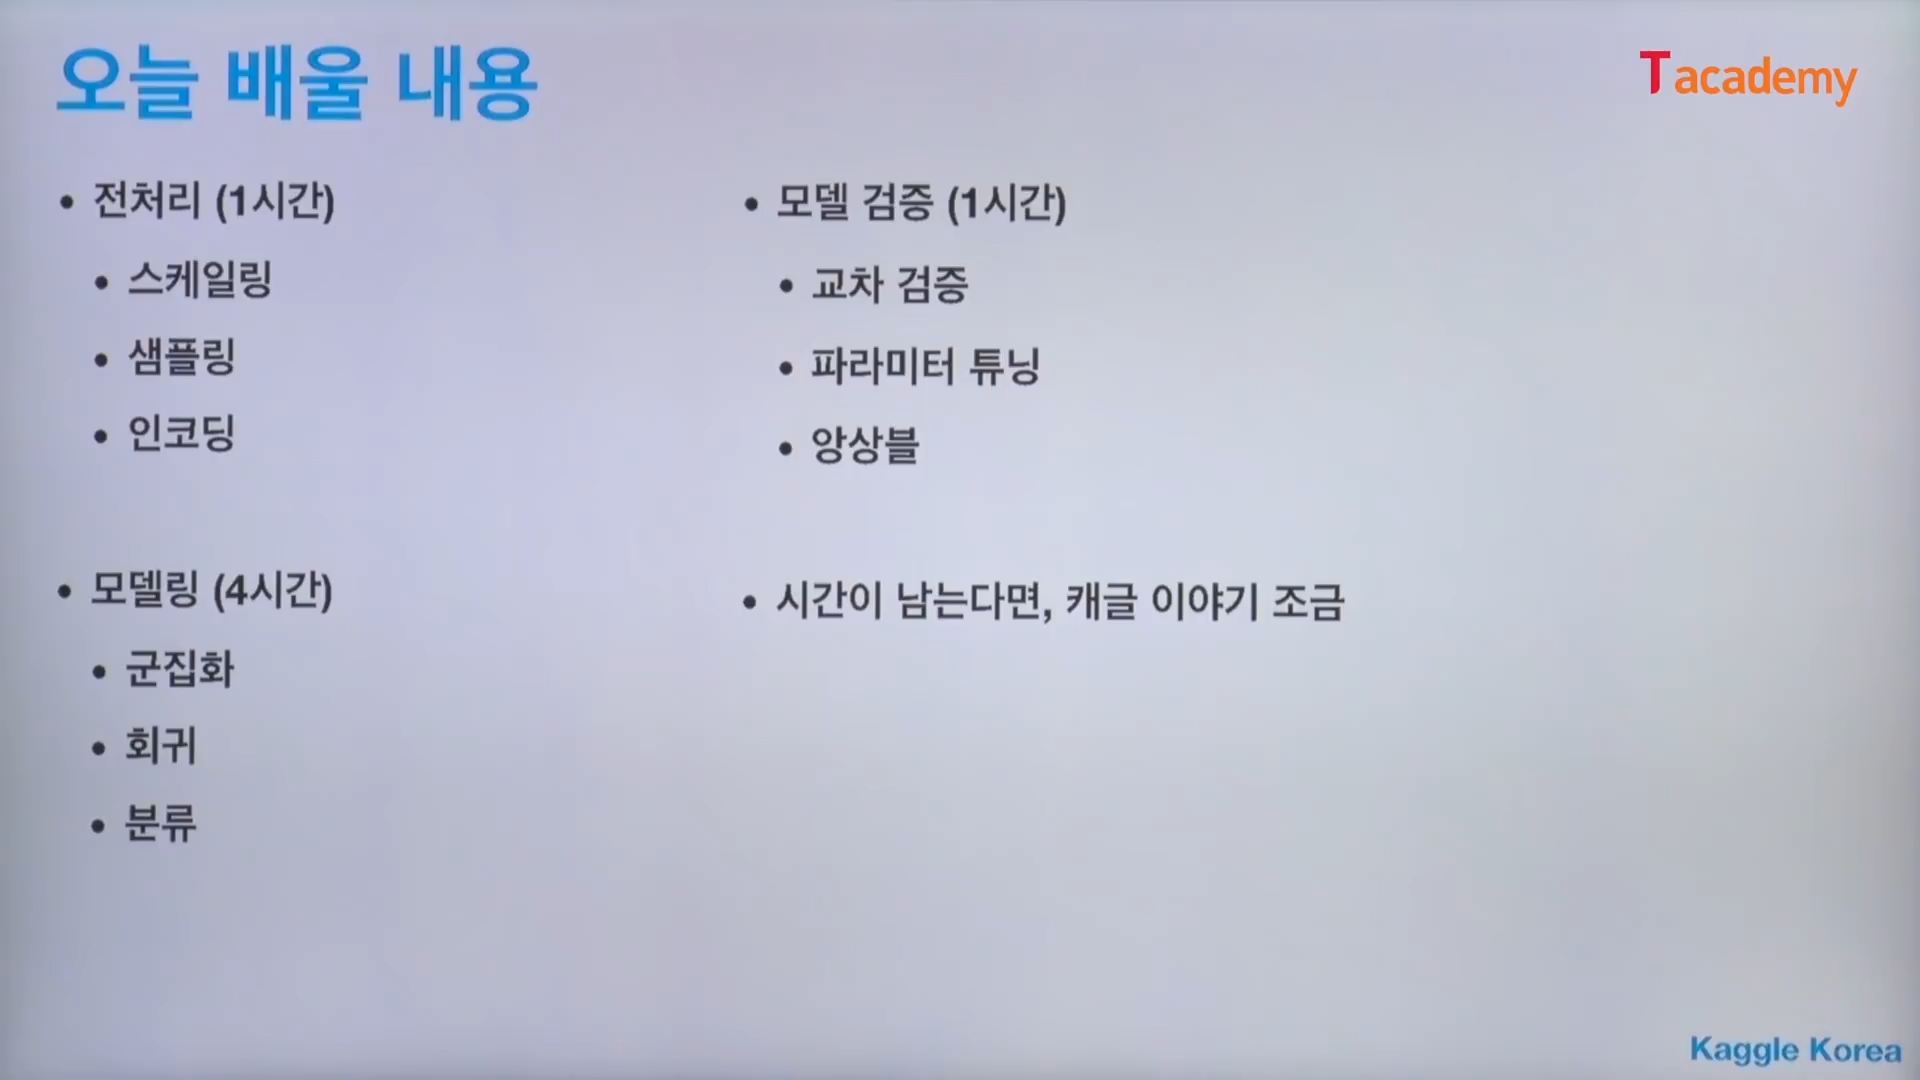 오늘 배울 내용
T academy
• 전처리 (1시간)
• 스케일링
• 샘플링
• 인코딩
• 모델링 (4시간)
• 군집화
• 회귀
• 분류
• 모델 검증 (1시간)
• 교차 검증
• 파라미터 튜닝
• 앙상블
• 시간이 남는다면, 캐글 이야기 조금
Kaggle Korea